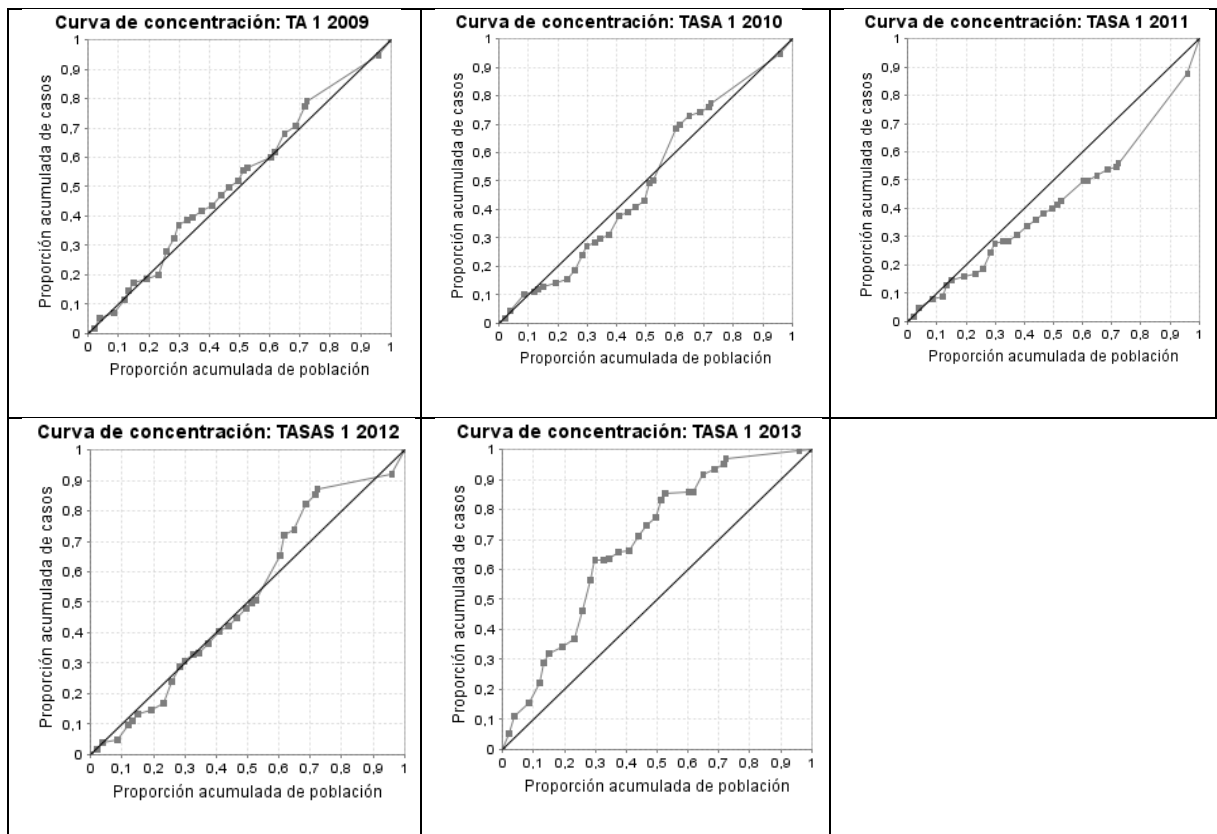 Curva de concentración: TA 1 2009
Proporción acumulada de casos
1
0,9
0,8
0,7
0,6
0,5
0,4
0,3
0,2
0,1
0
0 0,1 0,2 0,3 0,4 0,5 0,6 0,7 0,8 0,9 1
Proporción acumulada de población
Curva de concentración: TASA 1 2010
Proporción acumulada de casos
1
0,9
0,8
0,7
0,6
0,5
0,4
0,3
0,2
0,1
0
0 0,1 0,2 0,3 0,4 0,5 0,6 0,7 0,8 0,9 1
Proporción acumulada de población
Curva de concentración: TASA 1 2011
Proporción acumulada de casos
1
0,9
0,8
0,7
0,6
0,5
0,4
0,3
0,2
0,1
0
0 0,1 0,2 0,3 0,4 0,5 0,6 0,7 0,8 0,9 1
Proporción acumulada de población
Curva de concentración: TASAS 1 2012
Proporción acumulada de casos
1
0,9
0,8
0,7
0,6
0,5
0,4
0,3
0,2
0,1
0
0 0,1 0,2 0,3 0,4 0,5 0,6 0,7 0,8 0,9 1
Proporción acumulada de población
Curva de concentración: TASA 1 2013
Proporción acumulada de casos
1
0,9
0,8
0,7
0,6
0,5
0,4
0,3
0,2
0,1
0
0 0,1 0,2 0,3 0,4 0,5 0,6 0,7 0,8 0,9 1
Proporción acumulada de población